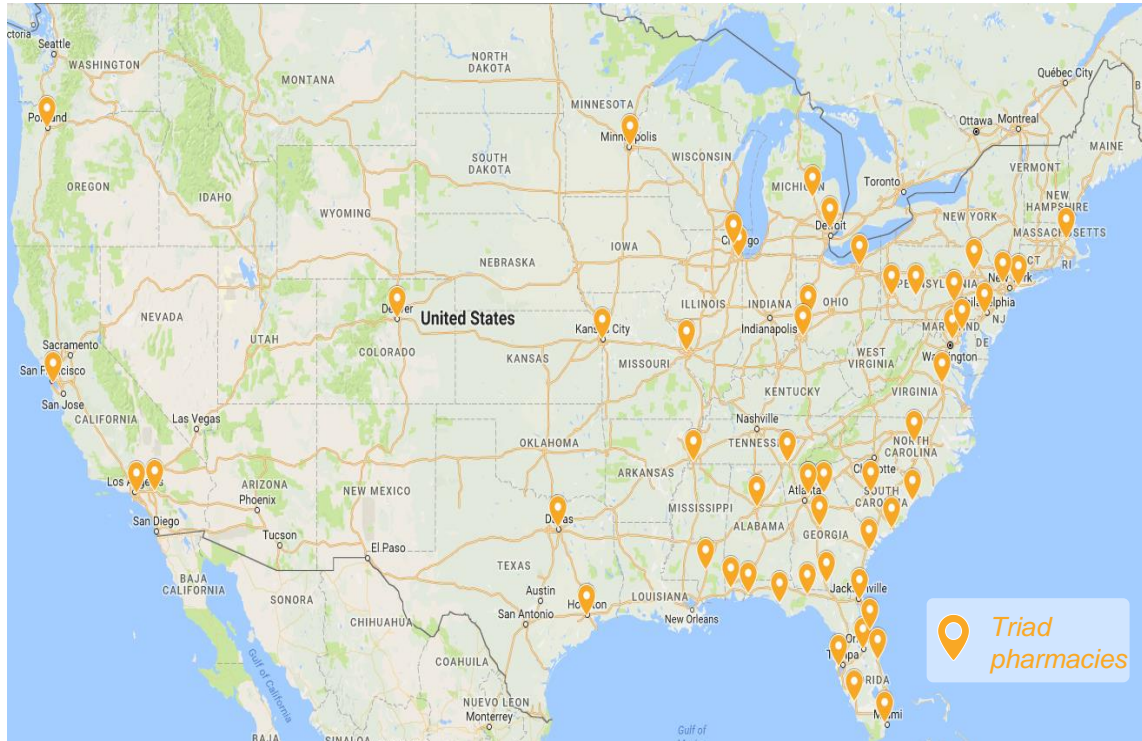 ctoria
Seattle
WASHINGTON
MONTANA
NORTH
DAKOTA
MINNESOTA
Québec City
Ottawa
Montreal
MAINE
VERMONT
NEW
HAMPSHIRE
MASSACHUSETTS
CT
RI
NEW YORK
Toronto
MICHIGAN
WISCONSIN
SOUTH
DAKOTA
OREGON
IDAHO
WYOMING
Detroit
IOWA
NEBRASKA
ILLINOIS
INDIANA
OHIO
PENNSYLVANIA
Philadelphia
NJ
MARYLAND
DE
Washington
Indianapolis
WEST
VIRGINIA
VIRGINIA
KENTUCKY
MISSOURI
Kansas City
KANSAS
United States
COLORADO
UTAH
NEVADA
Sacramento
San Francisco
San Jose
CALIFORNIA
Las Vegas
Los Angeles
San Diego
ARIZONA
Phoenix
Tucson
NEW MEXICO
El Paso
OKLAHOMA
ARKANSAS
Nashville
TENNESSEE
NORTH
CAROLINA
Charlotte
SOUTH
CAROLINA
Atlanta
MISSISSIPPI
ALABAMA
GEORGIA
Dallas
TEXAS
Austin
San Antonio
Houston
LOUISIANA
New Orleans
Jacksonville
Tampa
FLORIDA
Miami
BAJA
CALIFORNIA
SONORA
CHIHUAHUA
COAHUILA
NUEVO LEON
Monterrey
Gulf of California
BAJA
Gulf of
Triad
pharmacies